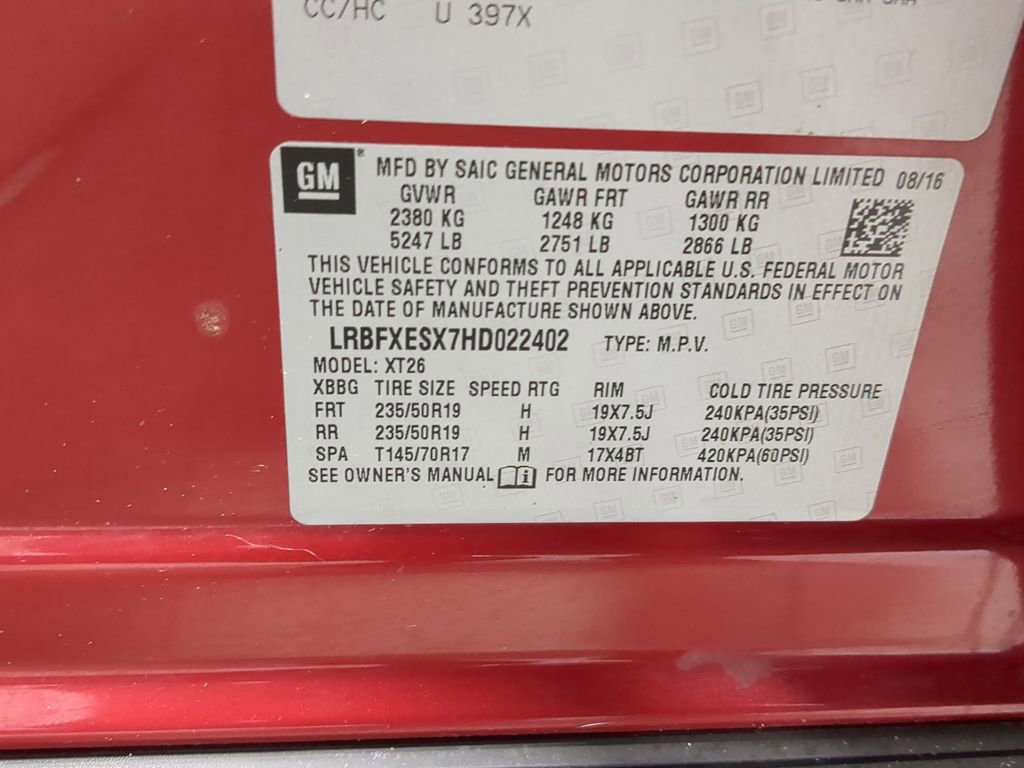 CC/HC U 397X
GM® MFD BY SAIC GENERAL MOTORS CORPORATION LIMITED 08/16
GVWR GAWR FRT GAWR RR
2380 KG 1248 KG 1300 KG
5247 LB 2751 LB 2866 LB
THIS VEHICLE CONFORMS TO ALL APPLICABLE U.S. FEDERAL MOTOR
VEHICLE SAFETY AND THEFT PREVENTION STANDARDS IN EFFECT ON
THE DATE OF MANUFACTURE SHOWN ABOVE.
LRBFXESX7HD022402 TYPE: M.P.V.
MODEL: XT26
XBBG TIRE SIZE SPEED RTG RIM COLD TIRE PRESSURE
FRT 235/50R19 H 19X7.5J 240KPA(35PSI)
RR 235/50R19 H 19X7.5J 240KPA(35PSI)
SPA T145/70R17 M 17X4BT 420KPA(60PSI)
SEE OWNER'S MANUAL i FOR MORE INFORMATION.